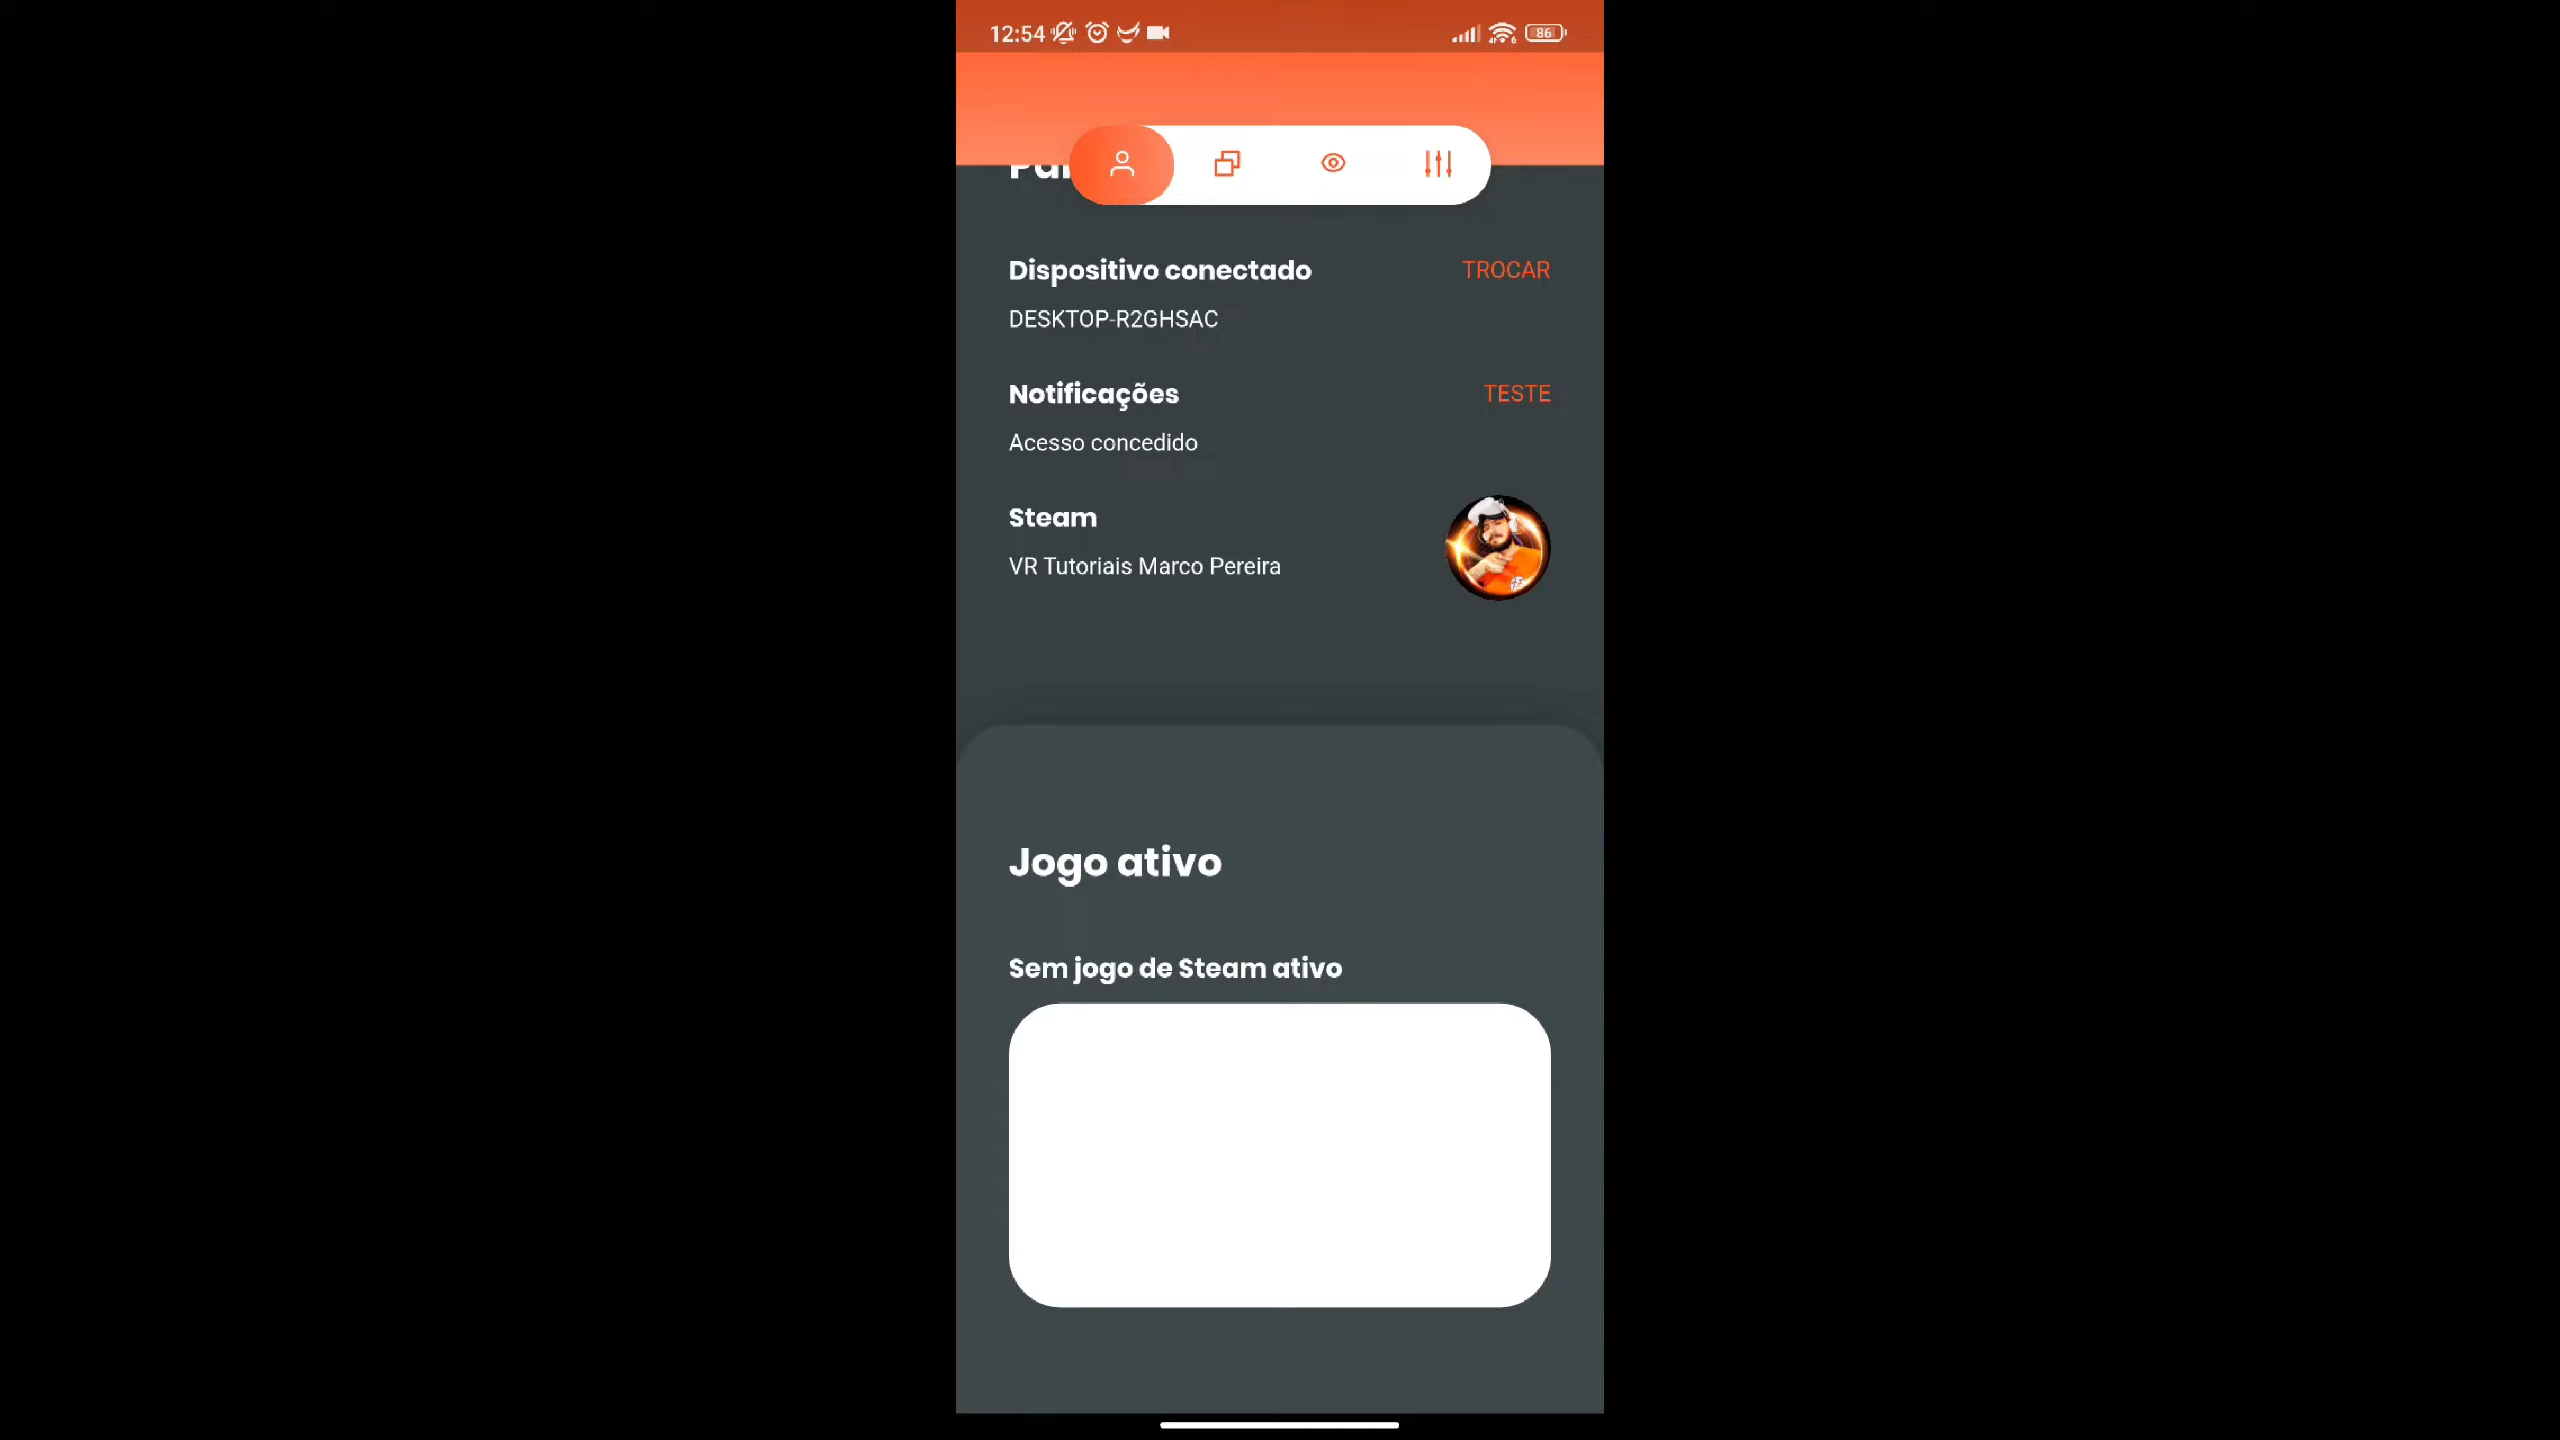 12:54
86
Dispositivo conectado
TROCAR
DESKTOP-R2GHSAC
Notificações
TESTE
Acesso concedido
Steam
VR Tutoriais Marco Pereira
Jogo ativo
Sem jogo de Steam ativo